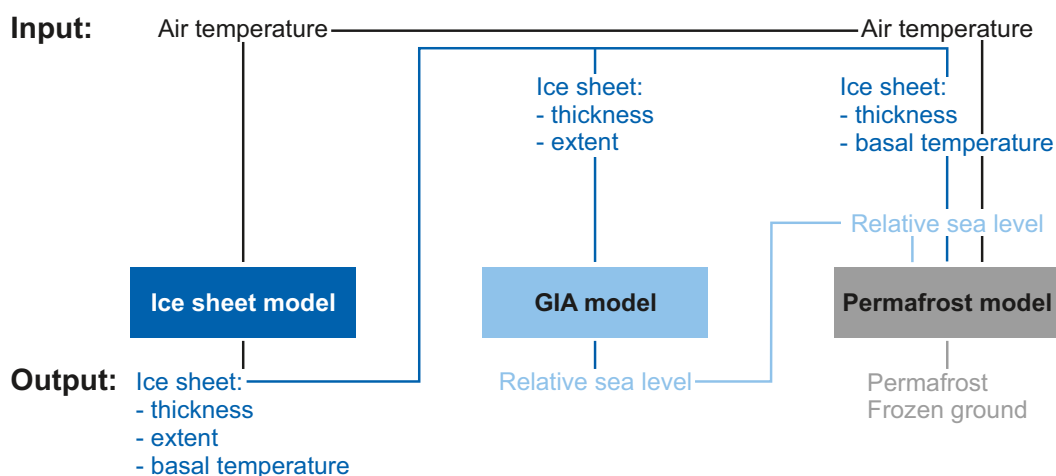 Input:
Air temperature
Air temperature
Ice sheet:
- thickness
- extent
Ice sheet:
- thickness
- basal temperature
Relative sea level
Ice sheet model
GIA model
Permafrost model
Output:
Ice sheet:
- thickness
- extent
- basal temperature
Relative sea level
Permafrost
Frozen ground